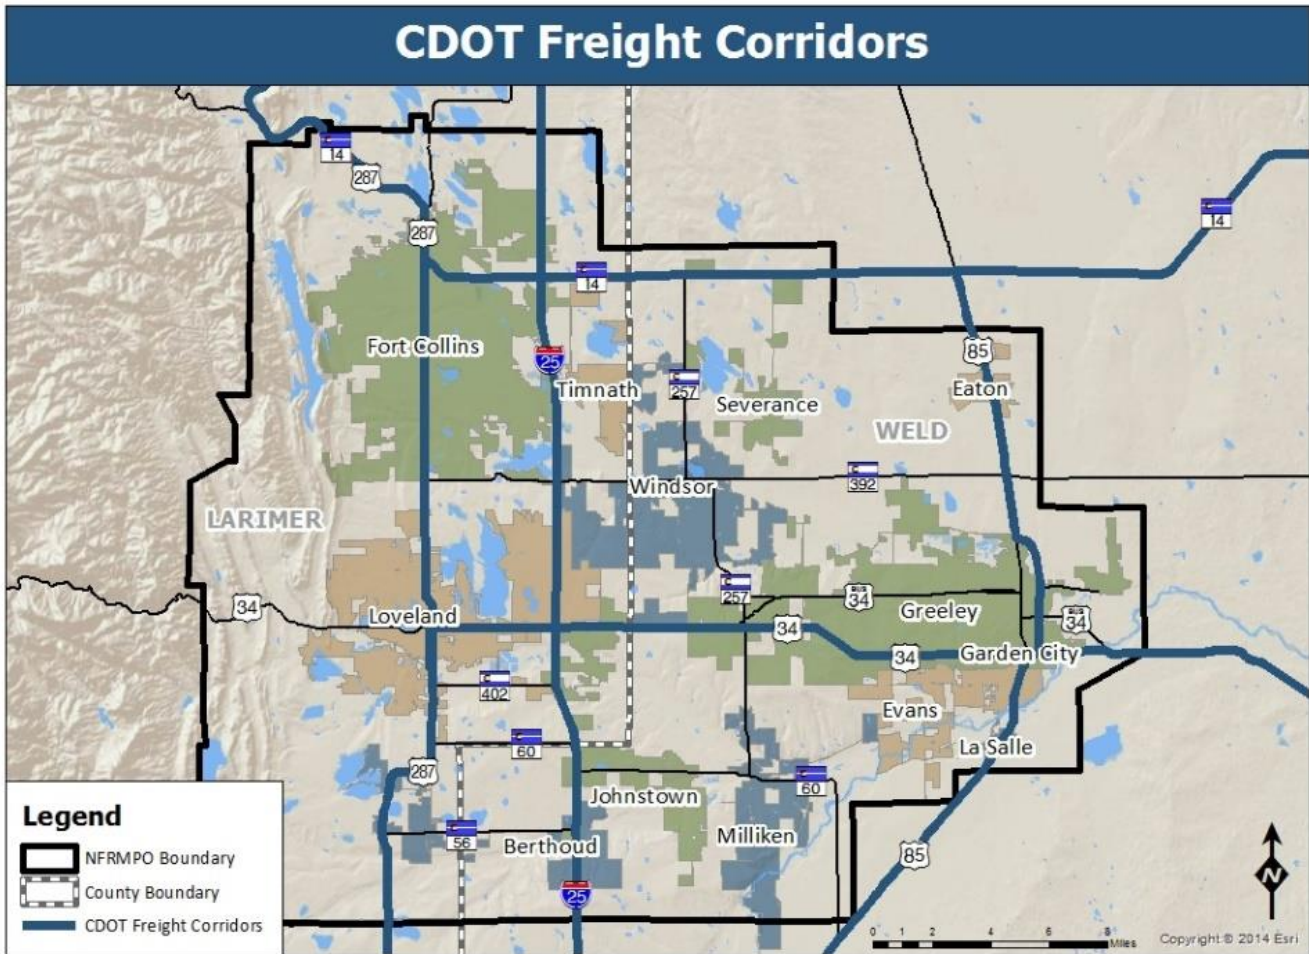 CDOT Freight Corridors
14
287
287
14
14
Fort Collins
25
85
Timnath
257
Eaton
Severance
WELD
392
Windsor
LARIMER
34
257
BUS 34
Loveland
Greeley
BUS 34
34
34
Garden City
402
Evans
60
La Salle
287
60
Johnstown
56
Berthoud
Milliken
85
25
Legend
NFRMPO Boundary
County Boundary
CDOT Freight Corridors
N
0 1 2 4 6 8
Miles
Copyright:© 2014 Esri